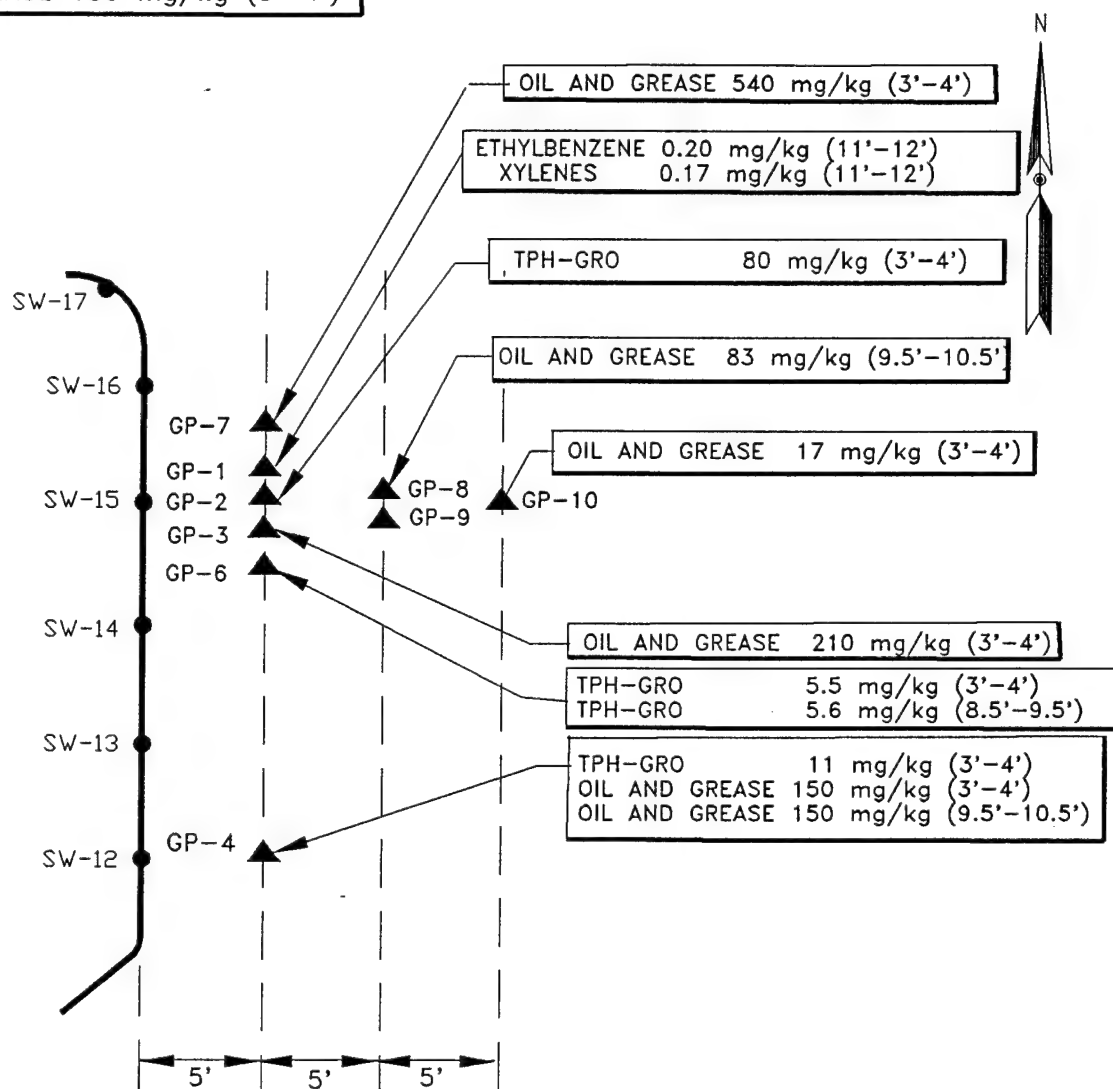 mg/kg
N
OIL AND GREASE 540 mg/kg (3'-4')
ETHYLBENZENE 0.20 mg/kg (11'-12')
XYLENES 0.17 mg/kg (11'-12')
TPH-GRO 80 mg/kg (3'-4')
SW-17
OIL AND GREASE 83 mg/kg (9.5'-10.5'
SW-16
GP-7
OIL AND GREASE 17 mg/kg (3'-4')
GP-1
GP-8
SW-15
GP-2
GP-10
GP-9
GP-3
GP-6
SW-14
OIL AND GREASE 210 mg/kg (3'-4')
TPH-GRO 5.5 mg/kg (3'-4')
TPH-GRO 5.6 mg/kg (8.5'-9.5')
SW-13
TPH-GRO 11 mg/kg (3'-4')
OIL AND GREASE 150 mg/kg (3'-4')
OIL AND GREASE 150 mg/kg (9.5'-10.5')
GP-4
SW-12
5'
5'
5'